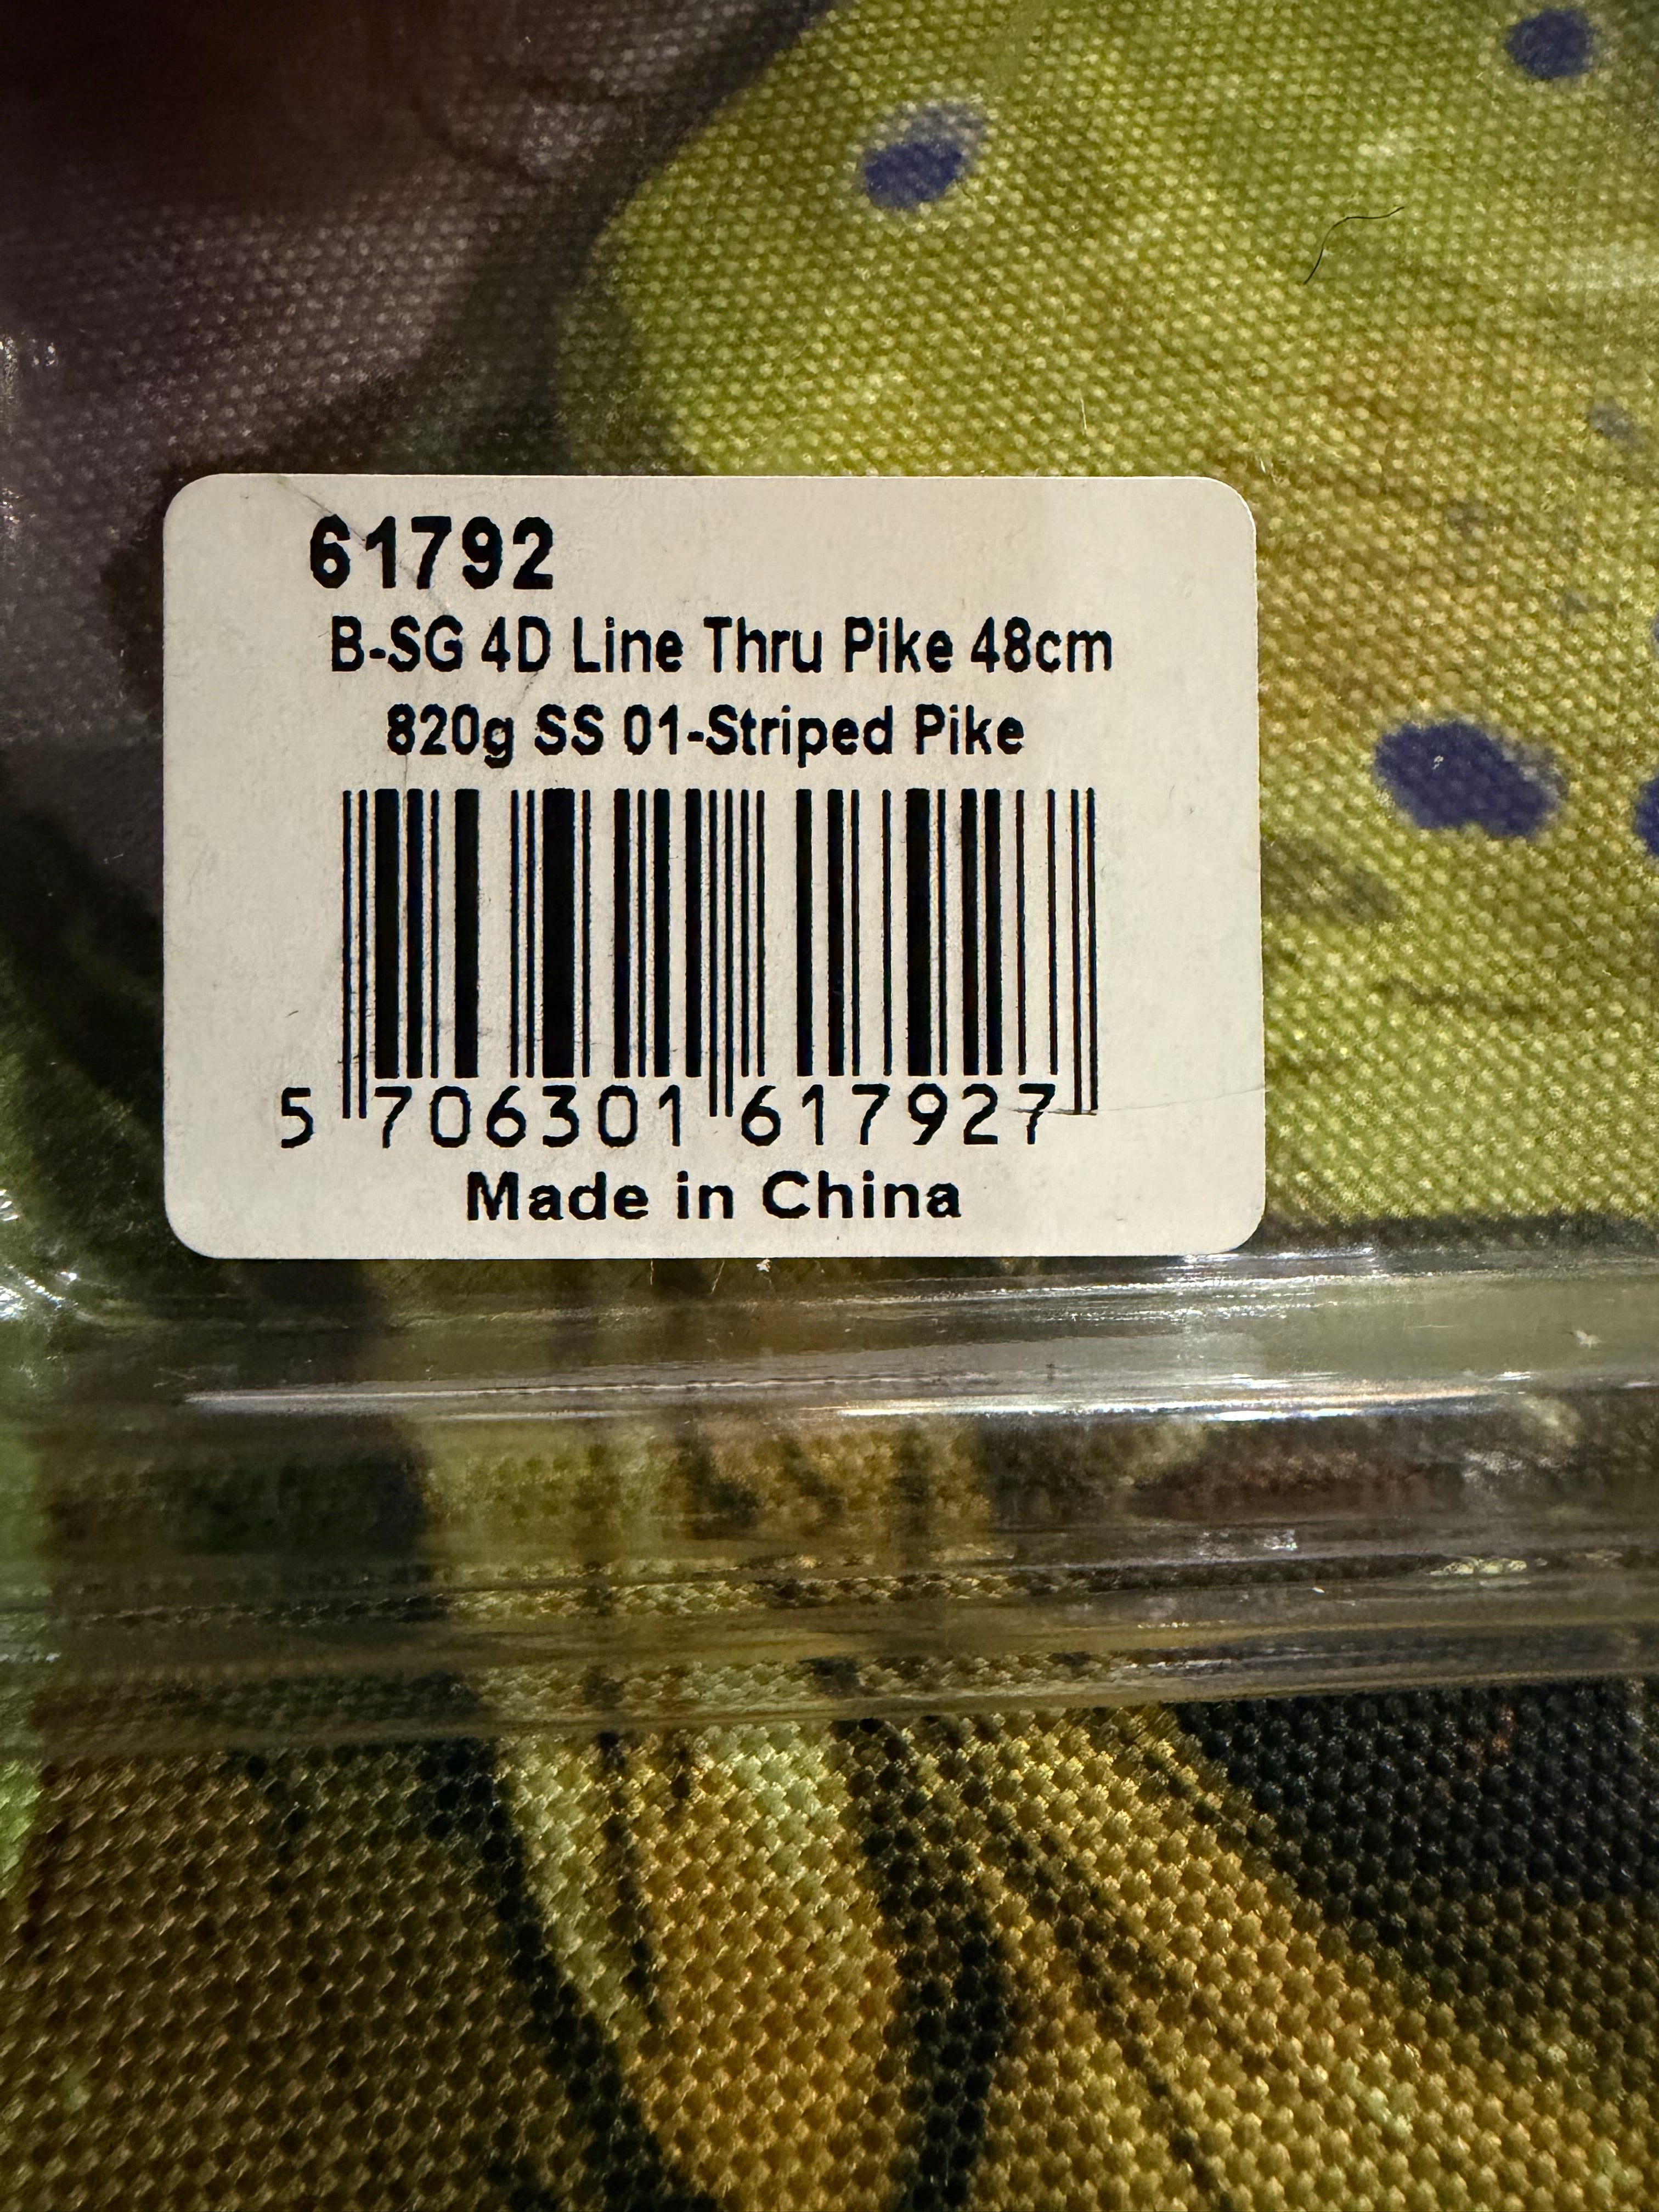 61792
B-SG 4D Line Thru Pike 48cm
820g SS 01-Striped Pike
5 706301 617927
Made in China